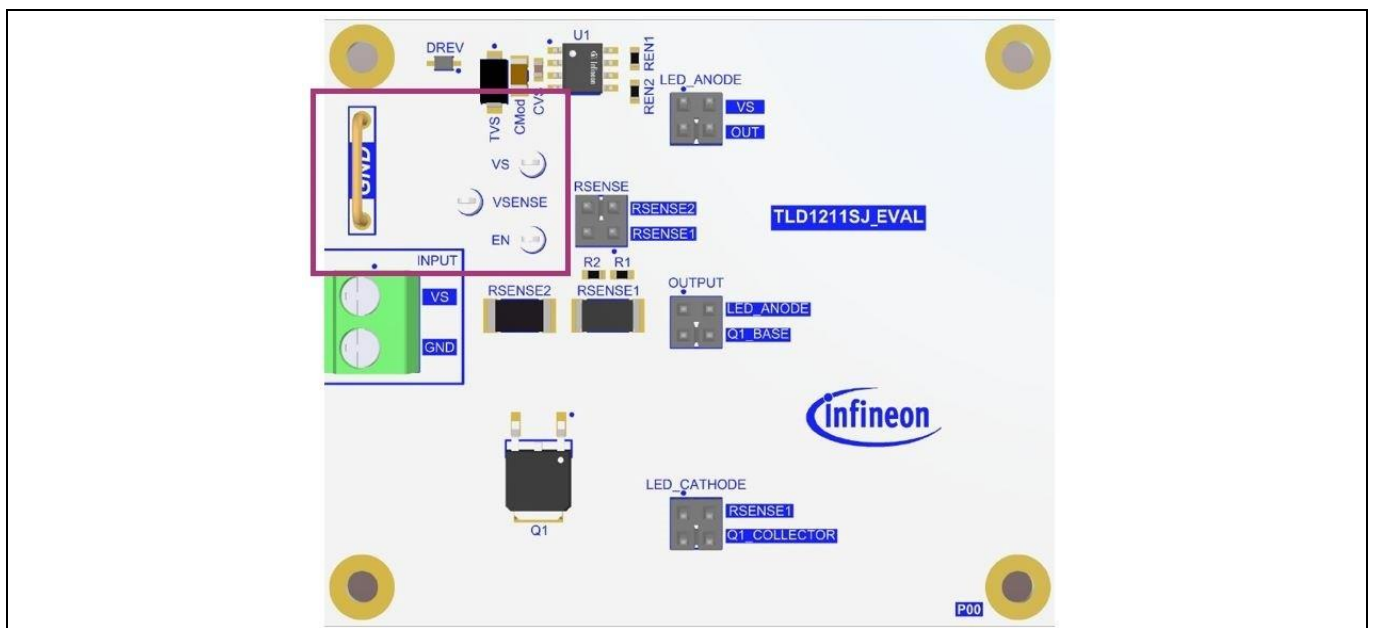 DREV
U1
REN1
REN2
LED_ANODE
VS
OUT
TVS
CMod
CVS
Infineon
GND
VS
VSENSE
EN
RSENSE
RSENSE2
RSENSE1
TLD1211SJ_EVAL
INPUT
VS
GND
R2 R1
RSENSE2
RSENSE1
OUTPUT
LED_ANODE
Q1_BASE
infineon
Q1
LED_CATHODE
RSENSE1
Q1_COLLECTOR
P00